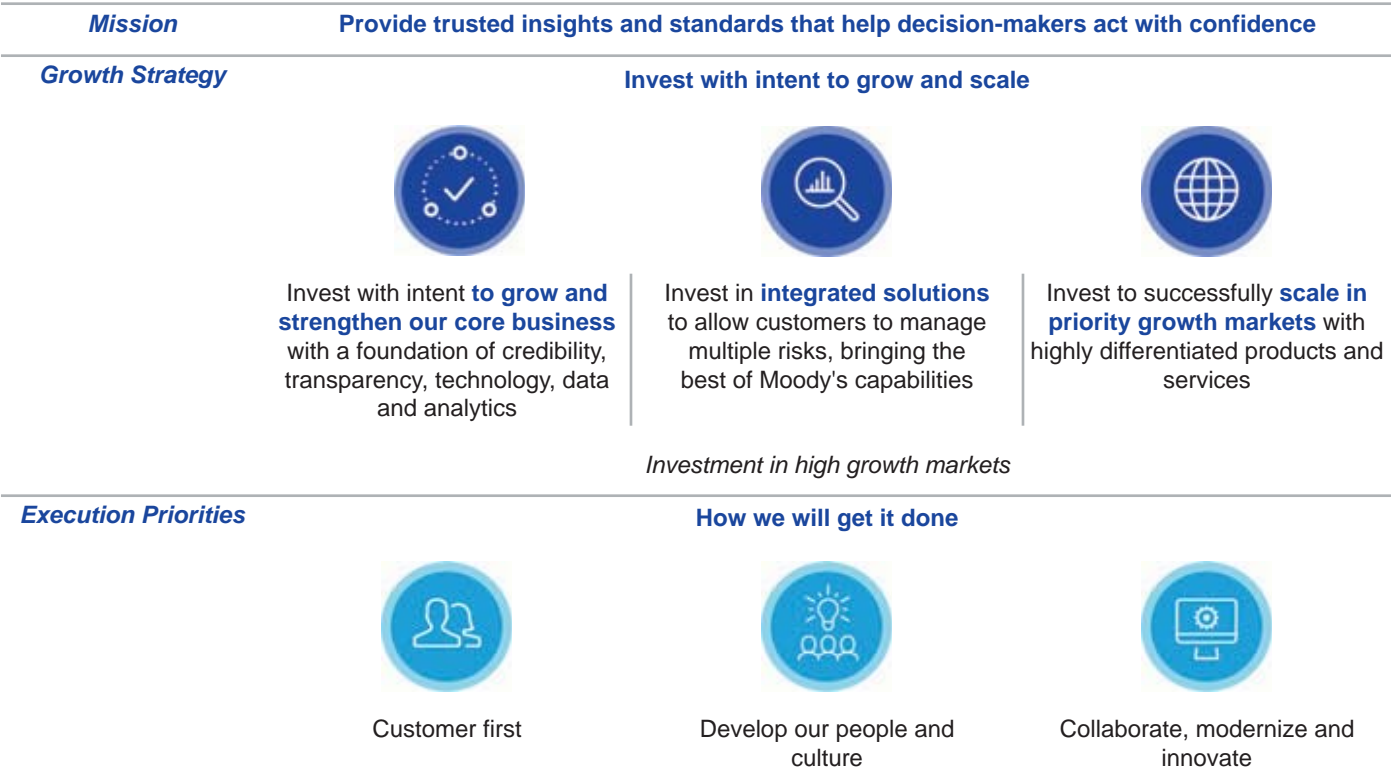 Mission
Provide trusted insights and standards that help decision-makers act with confidence
Growth Strategy
Invest with intent to grow and scale
Invest with intent to grow and
strengthen our core business
with a foundation of credibility,
transparency, technology, data
and analytics
Invest in integrated solutions
to allow customers to manage
multiple risks, bringing the
best of Moody's capabilities
Invest to successfully scale in
priority growth markets with
highly differentiated products and
services
Investment in high growth markets
Execution Priorities
How we will get it done
Customer first
Develop our people and
culture
Collaborate, modernize and
innovate